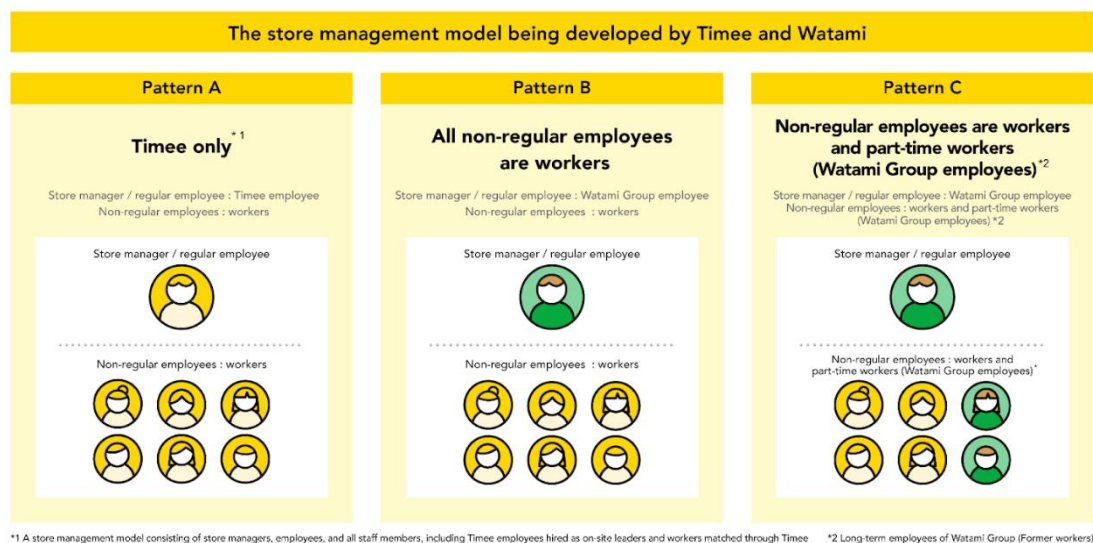 The store management model being developed by Timee and Watami
Pattern A
Timee only *1
Store manager / regular employee : Timee employee
Non-regular employees : workers
Store manager / regular employee
Non-regular employees : workers
Pattern B
All non-regular employees
are workers
Store manager / regular employee : Watami Group employee
Non-regular employees : workers
Store manager / regular employee
Non-regular employees : workers
Pattern C
Non-regular employees are workers
and part-time workers
(Watami Group employees) *2
Store manager / regular employee : Watami Group employee
Non-regular employees : workers and part-time workers
(Watami Group employees) *2
Store manager / regular employee
Non-regular employees : workers and
part-time workers (Watami Group employees)*
*1 A store management model consisting of store managers, employees, and all staff members, including Timee employees hired as on-site leaders and workers matched through Timee
*2 Long-term employees of Watami Group (Former workers)